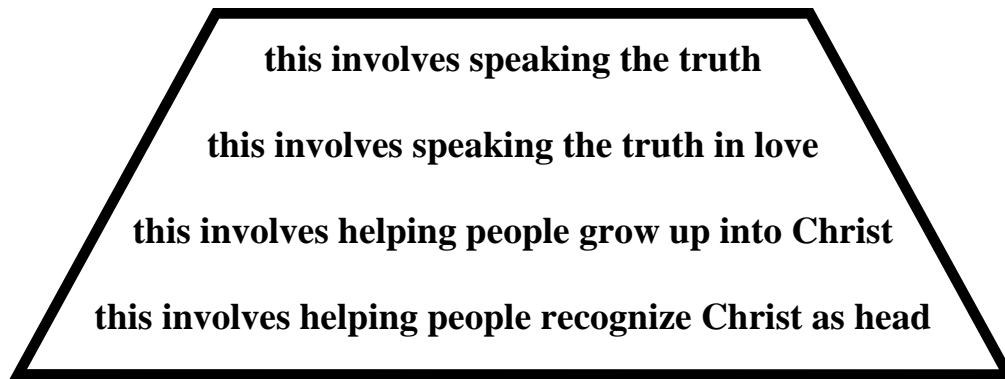 this involves speaking the truth
this involves speaking the truth in love
this involves helping people grow up into Christ
this involves helping people recognize Christ as head